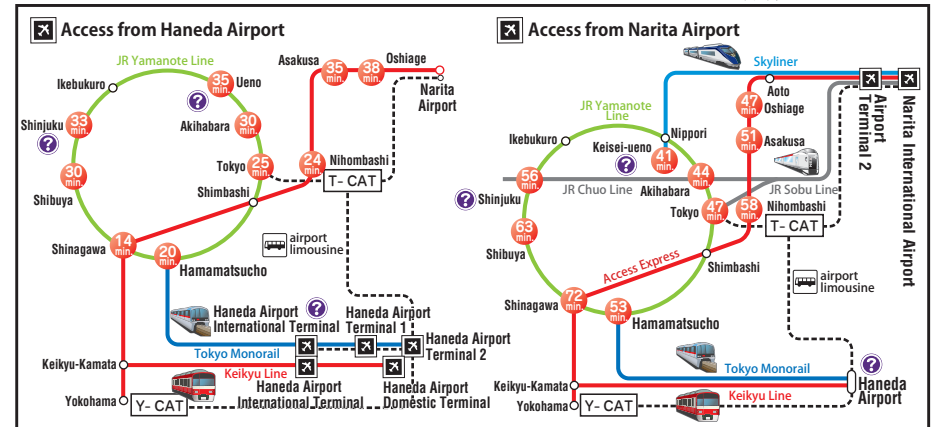 Access from Haneda Airport
JR Yamanote Line
Ikebukuro
35
min.
Ueno
?
33
min.
Shinjuku
?
Akihabara
30
min.
30
min.
Shibuya
Tokyo
25
min.
Asakusa
35
min.
38
min.
Oshiage
Narita
Airport
24
min.
Nihombashi
T- CAT
Shimbashi
Shinagawa
14
min.
20
min.
Hamamatsucho
airport
limousine
?
Haneda Airport
International Terminal
Haneda Airport
Terminal 1
Haneda Airport
Terminal 2
Tokyo Monorail
Keikyu-Kamata
Keikyu Line
Haneda Airport
International Terminal
Haneda Airport
Domestic Terminal
Yokohama
Y- CAT
Access from Narita Airport
Skyliner
Aoto
47
min.
Oshiage
51
min.
Asakusa
Airport
Terminal 2
Narita International Airport
JR Yamanote
Line
Ikebukuro
Nippori
Keisei-ueno
?
41
min.
56
min.
Shinjuku
?
JR Chuo Line
44
min.
Akihabara
JR Sobu Line
Tokyo
47
min.
58
min.
Nihombashi
T- CAT
63
min.
Shibuya
Shimbashi
Access Express
airport
limousine
Shinagawa
72
min.
53
min.
Hamamatsucho
Tokyo Monorail
?
Haneda
Airport
Keikyu-Kamata
Keikyu Line
Yokohama
Y- CAT